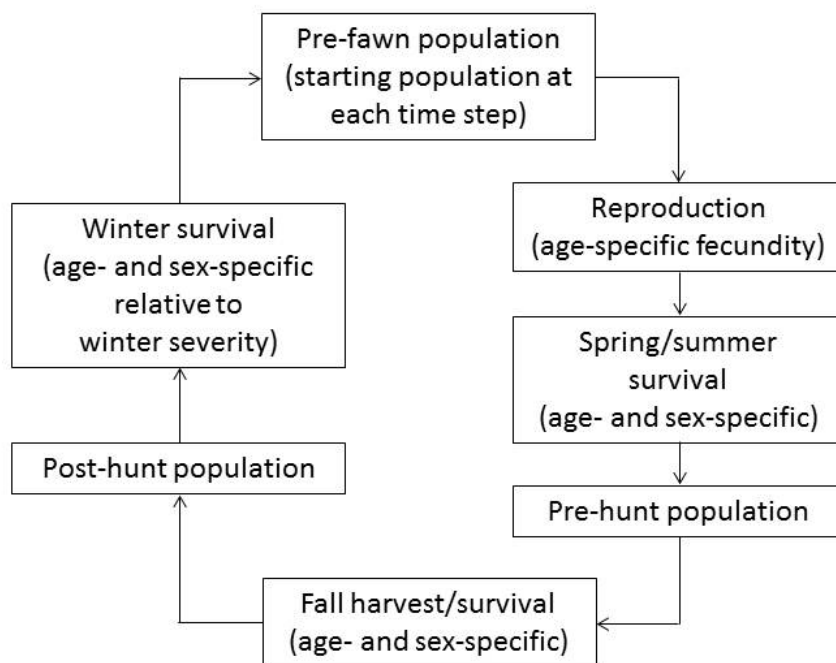 Pre-fawn population
(starting population at
each time step)
Reproduction
(age-specific fecundity)
Spring/summer
survival
(age- and sex-specific)
Pre-hunt population
Fall harvest/survival
(age- and sex-specific)
Post-hunt population
Winter survival
(age- and sex-specific
relative to
winter severity)